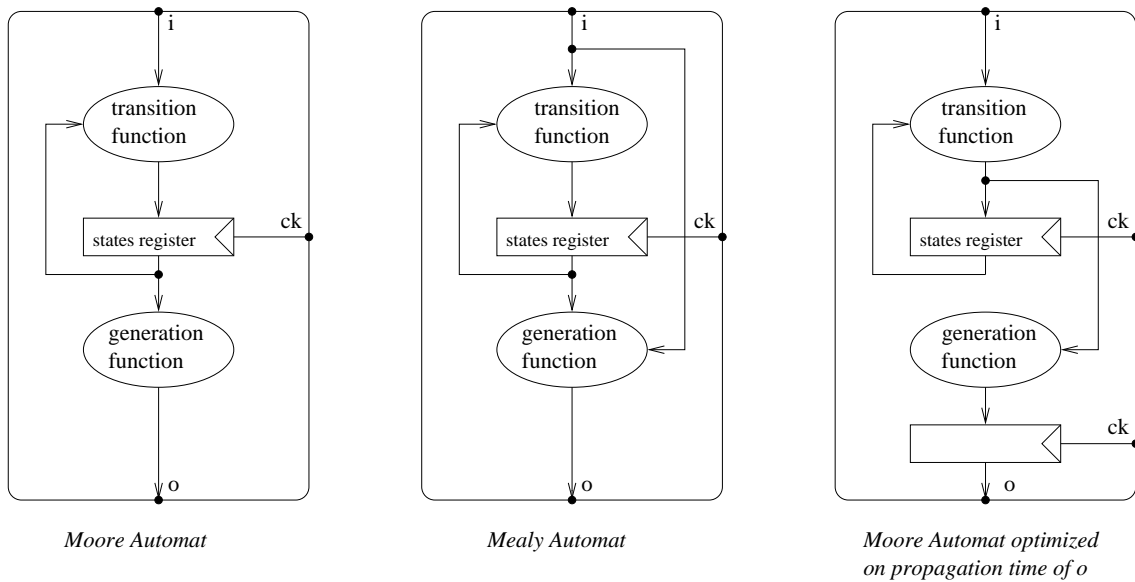 i
transition
function
ck
states register
generation
function
o
Moore Automat
i
transition
function
ck
states register
generation
function
o
Mealy Automat
i
transition
function
ck
states register
generation
function
ck
o
Moore Automat optimized
on propagation time of o